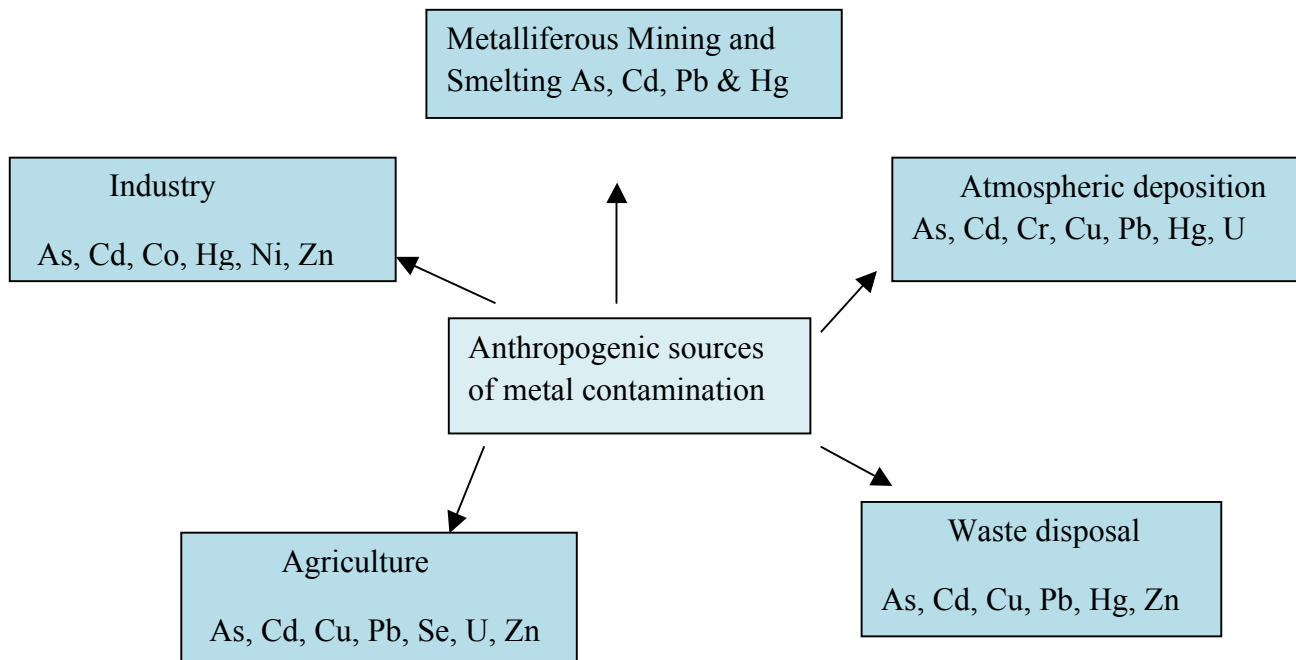 Metalliferous Mining and
Smelting As, Cd, Pb & Hg
Industry
As, Cd, Co, Hg, Ni, Zn
Atmospheric deposition
As, Cd, Cr, Cu, Pb, Hg, U
Anthropogenic sources
of metal contamination
Agriculture
As, Cd, Cu, Pb, Se, U, Zn
Waste disposal
As, Cd, Cu, Pb, Hg, Zn